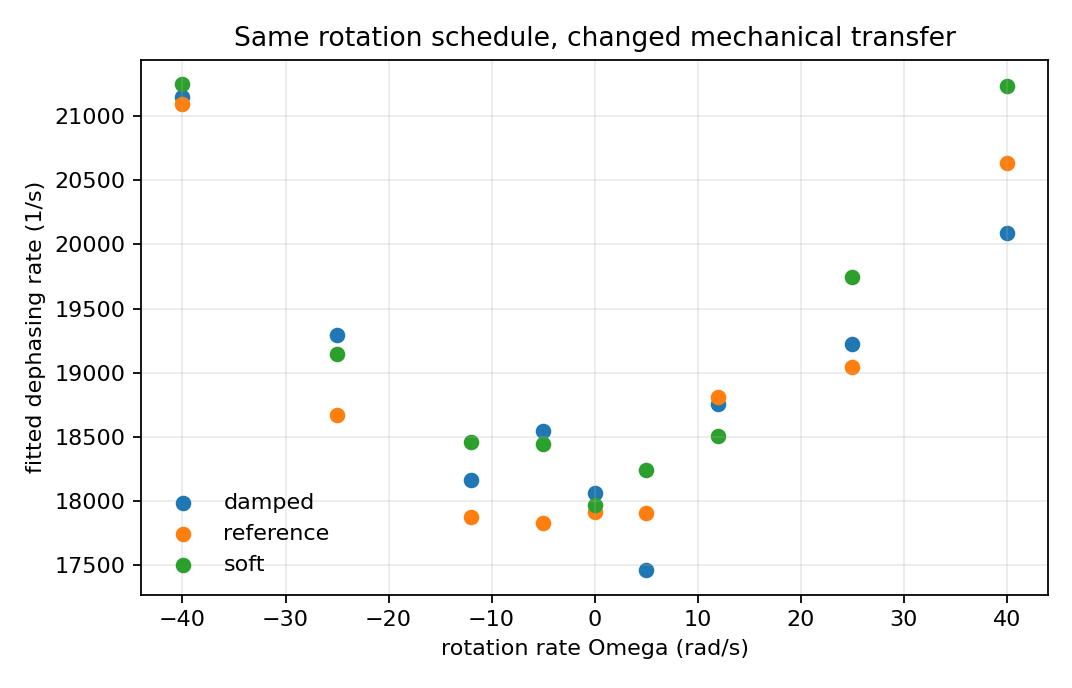 Same rotation schedule, changed mechanical transfer
fitted dephasing rate (1/s)
21000
20500
20000
19500
19000
18500
18000
17500
damped
reference
soft
−40
−30
−20
−10
0
10
20
30
40
rotation rate Omega (rad/s)